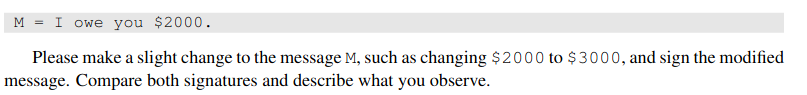 M = I owe you $2000.
Please make a slight change to the message M, such as changing $2000 to $3000, and sign the modified
message. Compare both signatures and describe what you observe.